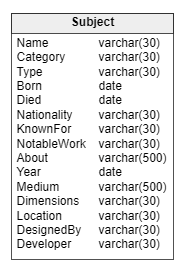 Subject
Name varchar(30)
Category varchar(30)
Type varchar(30)
Born date
Died date
Nationality varchar(30)
KnownFor varchar(30)
NotableWork varchar(30)
About varchar(500)
Year date
Medium varchar(500)
Dimensions varchar(30)
Location varchar(30)
DesignedBy varchar(30)
Developer varchar(30)